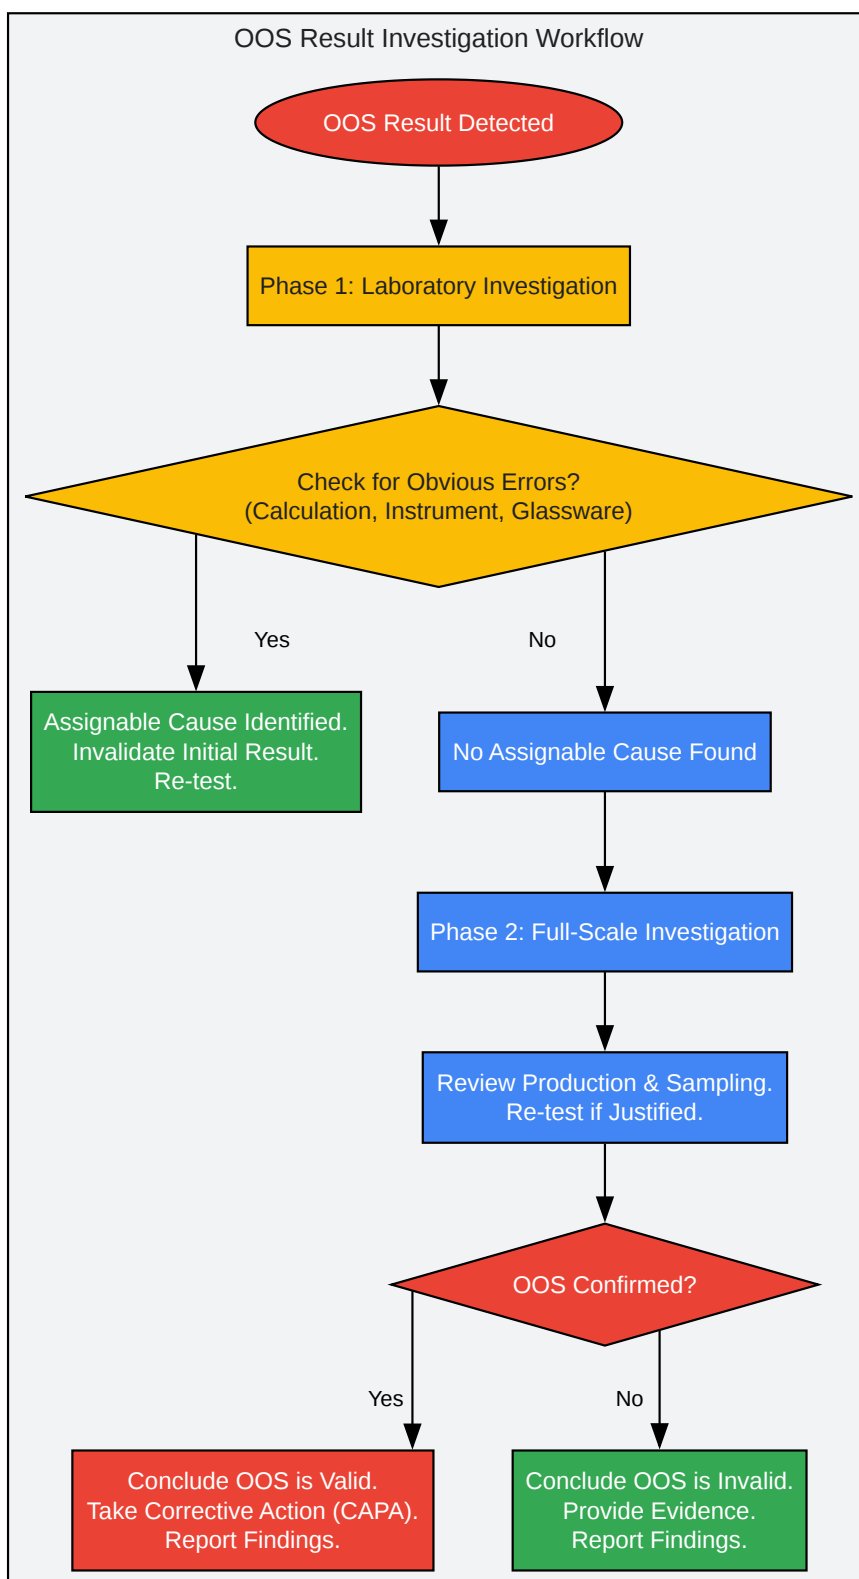 OOS Result Investigation Workflow
OOS Result Detected
Phase 1: Laboratory Investigation
Check for Obvious Errors?
(Calculation, Instrument, Glassware)
Yes
No
Assignable Cause Identified.
Invalidate Initial Result.
Re-test.
No Assignable Cause Found
Phase 2: Full-Scale Investigation
Review Production & Sampling.
Re-test if Justified.
OOS Confirmed?
Yes
No
Conclude OOS is Valid.
Take Corrective Action (CAPA).
Report Findings.
Conclude OOS is Invalid.
Provide Evidence.
Report Findings.